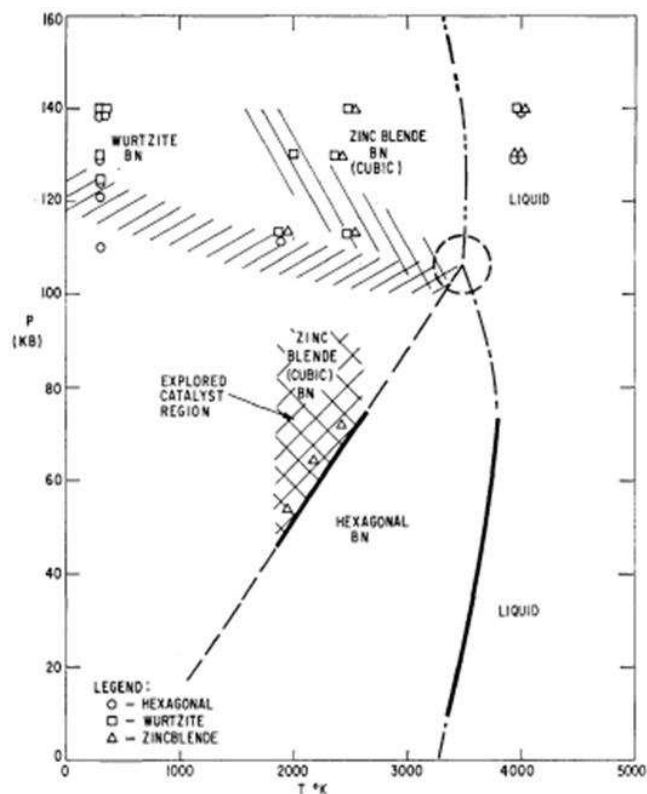 160
140
120
100
P
(KB)
80
60
40
20
0
0
1000
2000
3000
4000
5000
T °K
WURTZITE
BN
ZINC BLENDE
BN
(CUBIC)
LIQUID
ZINC
BLENDE
(CUBIC)
BN
EXPLORED
CATALYST
REGION
HEXAGONAL
BN
LIQUID
LEGEND:
○ – HEXAGONAL
□ – WURTZITE
△ – ZINCBLENDE